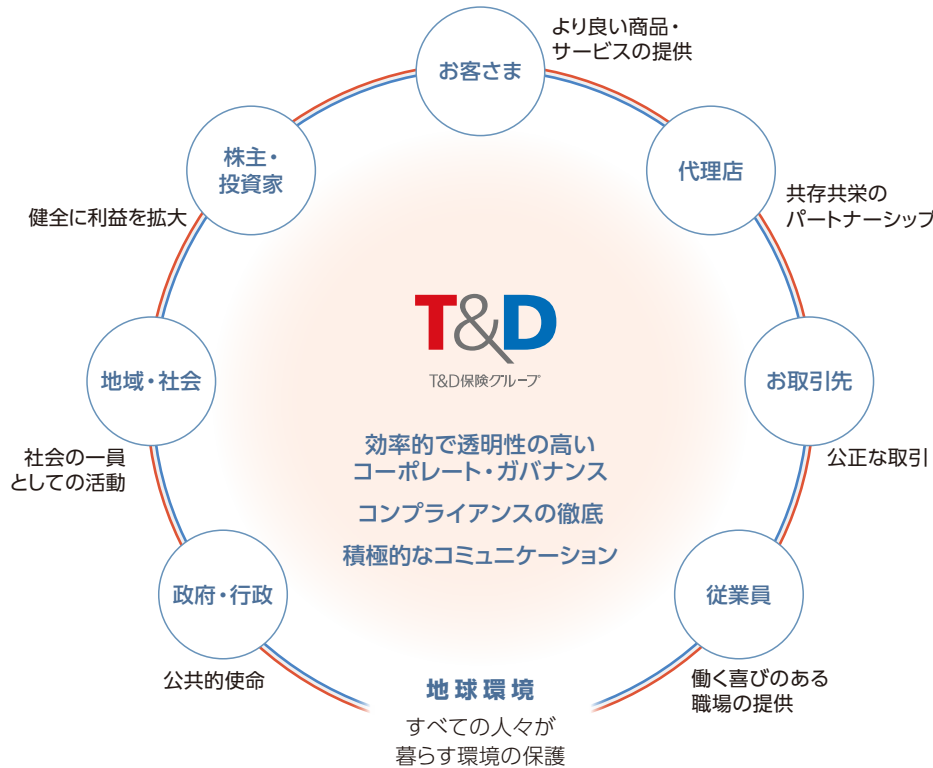 お客さま
より良い商品・
サービスの提供
代理店
共存共栄の
パートナーシップ
お取引先
公正な取引
従業員
働く喜びのある
職場の提供
地球環境
すべての人々が
暮らす環境の保護
政府・行政
公共的使命
地域・社会
社会の一員
としての活動
株主・
投資家
健全に利益を拡大
T&D
T&D保険グループ
効率的で透明性の高い
コーポレート・ガバナンス
コンプライアンスの徹底
積極的なコミュニケーション